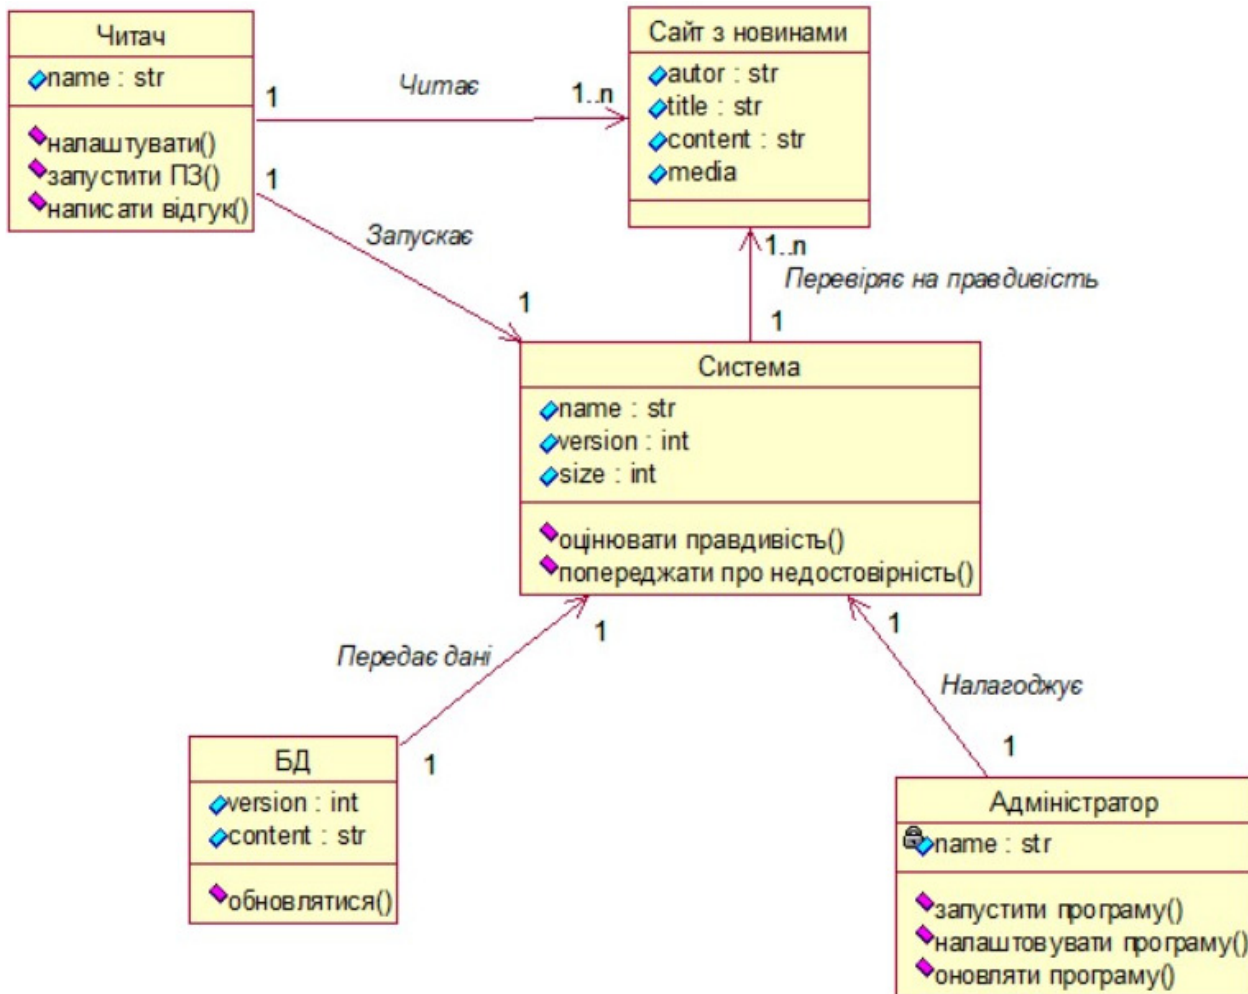 Читач
name : str
налаштувати()
запустити ПЗ()
написати відгук()
1
Читає
1..n
Сайт з новинами
autor : str
title : str
content : str
media
1
Запускає
1
1..n
Перевіряє на правдивість
1
Система
name : str
version : int
size : int
оцінювати правдивість()
попереджати про недостовірність()
1
Передає дані
1
БД
version : int
content : str
обновлятися()
1
Налагоджує
1
Адміністратор
name : str
запустити програму()
налаштовувати програму()
оновляти програму()